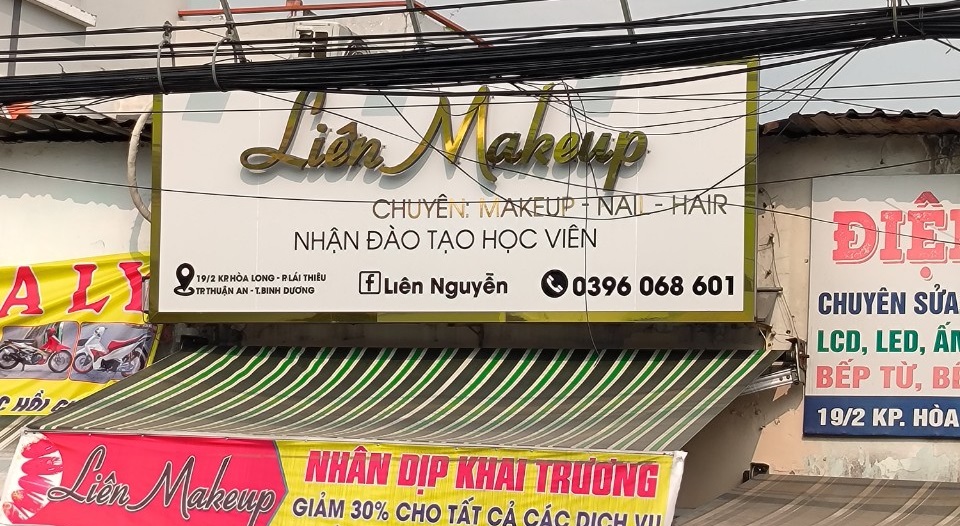 Liên Makeup
CHUYÊN: MAKEUP - NAIL - HAIR
NHẬN ĐÀO TẠO HỌC VIÊN
19/2 KP.HÒA LONG - P.LÁI THIÊU
TP.THUẬN AN - T.BÌNH DƯƠNG
Liên Nguyễn
0396 068 601
ALY
ĐIỆ
CHUYÊN SỬA
LCD, LED, ẤM
BẾP TỪ, BẾ
19/2 KP. HÒA
Liên Makeup
NHÂN DỊP KHAI TRƯƠNG
GIẢM 30% CHO TẤT CẢ CÁC DỊCH VỤ